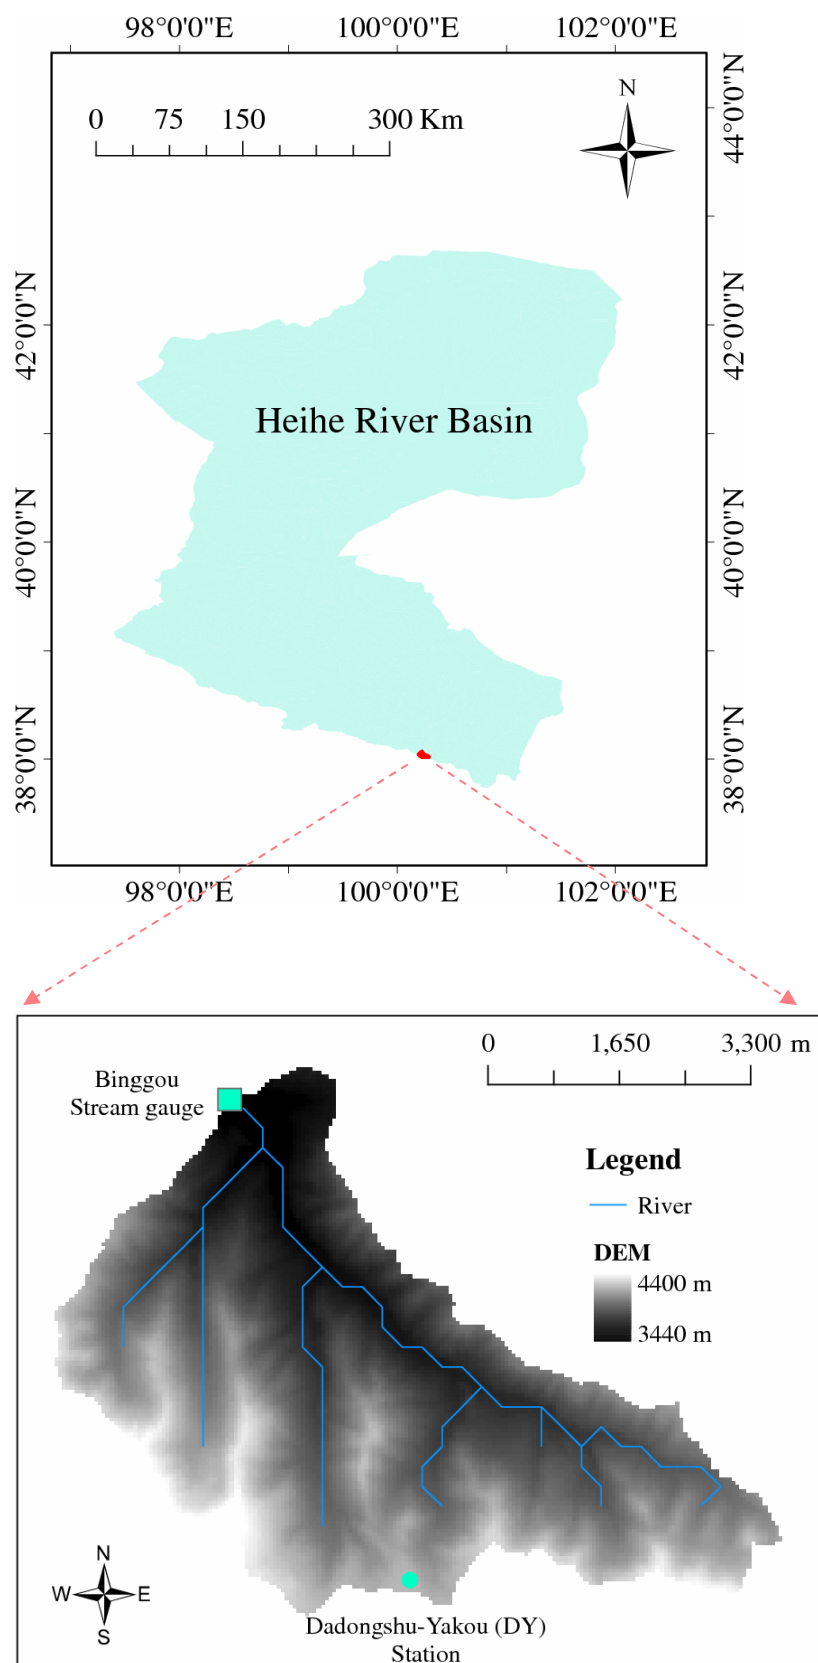 98°0'0"E 100°0'0"E 102°0'0"E
N
0 75 150 300 Km
44°0'0"N
42°0'0"N 42°0'0"N
Heihe River Basin
40°0'0"N 40°0'0"N
38°0'0"N 38°0'0"N
98°0'0"E 100°0'0"E 102°0'0"E
0 1,650 3,300 m
Binggou
Stream gauge
Legend
River
DEM
4400 m
3440 m
N
W E
S
Dadongshu-Yakou (DY)
Station